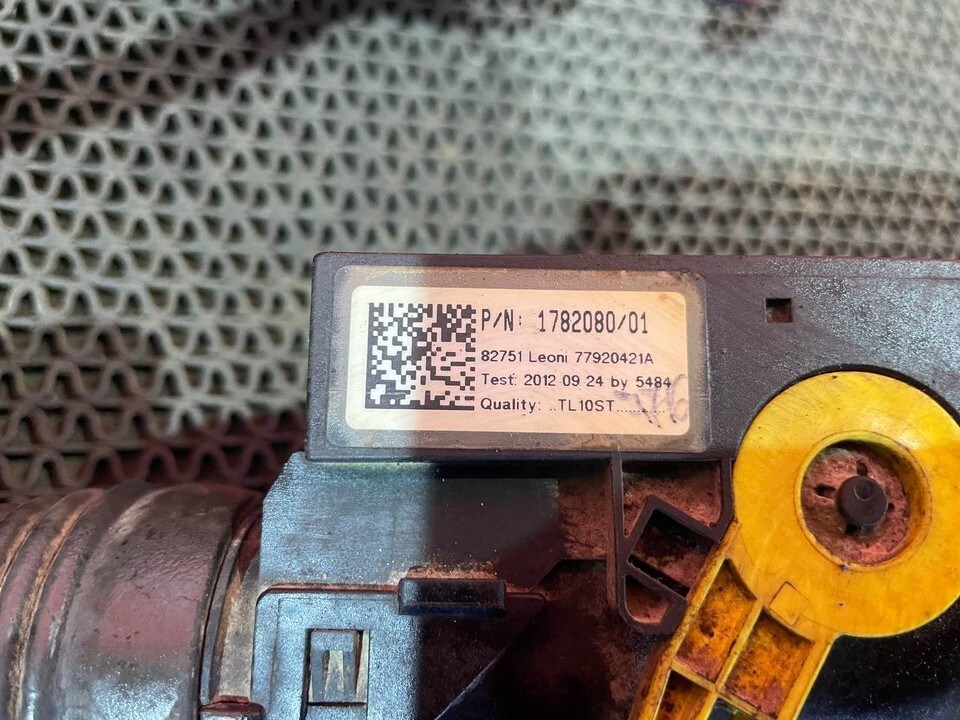 P/N: 1782080/01
82751 Leoni 77920421A
Test: 2012 09 24 by 5484
Quality: ..TL10ST............